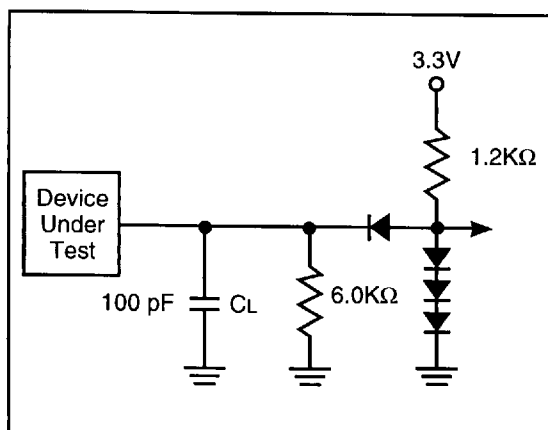 3.3V
1.2KΩ
Device
Under
Test
100 pF
CL
6.0KΩ